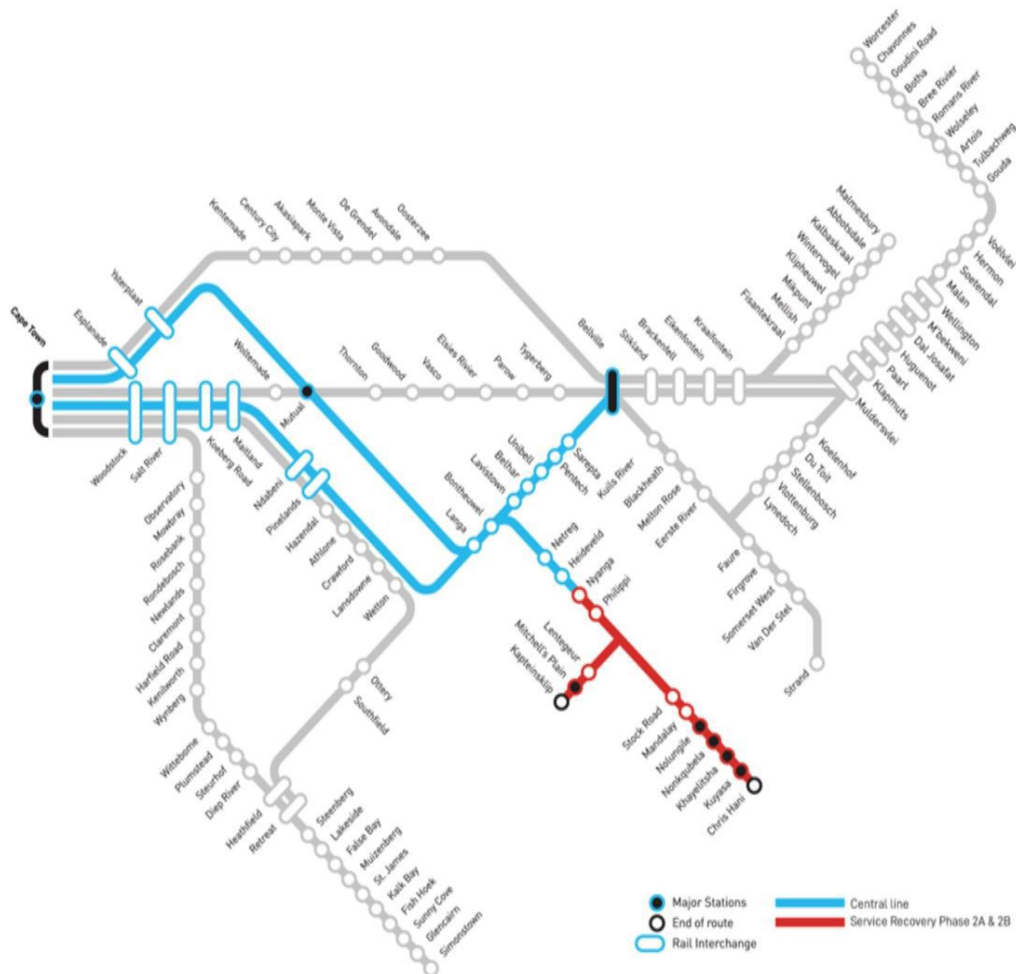 Worcester
Chavonnes
Goudini Road
Botha
Bree Rivier
Romans River
Wolseley
Artois
Tulbachweg
Gouda
Voëlvlei
Hermon
Soetendal
Malan
Wellington
M'bekweni
Dal Josafat
Huguenot
Paarl
Klapmuts
Muldersvlei
Malmesbury
Abbotsdale
Kalbaskraal
Wintervogel
Klipheuwel
Mikpunt
Mellish
Fisantekraal
Kraaifontein
Eikenfontein
Brackenfell
Stikland
Bellville
Kentemade
Century City
Akasiapark
Monte Vista
De Grendel
Avondale
Oosterzee
Ysterplaat
Esplanade
Cape Town
Woltemade
Mutual
Thornton
Goodwood
Vasco
Elsies Rivier
Parow
Tygerberg
Woodstock
Salt River
Koeberg Road
Maitland
Ndabeni
Pinelands
Hazendal
Athlone
Crawford
Lansdowne
Wetton
Ottery
Southfield
Langa
Bontheuwel
Lavistown
Belhar
Unibell
Pentech
Sarepta
Kuils River
Blackheath
Melton Rose
Eerste River
Koelenhof
Du Toit
Stellenbosch
Vlottenburg
Lynedoch
Faure
Firgrove
Somerset West
Van Der Stel
Strand
Netreg
Heideveld
Nyanga
Philippi
Lentegeur
Mitchell's Plain
Kapteinsklip
Stock Road
Mandalay
Nolungile
Nonkqubela
Khayelitsha
Kuyasa
Chris Hani
Observatory
Mowbray
Rosebank
Rondebosch
Newlands
Claremont
Harfield Road
Kenilworth
Wynberg
Wittebome
Plumstead
Steurhof
Diep River
Heathfield
Retreat
Steenberg
Lakeside
False Bay
Muizenberg
St. James
Kalk Bay
Fish Hoek
Sunny Cove
Glencairn
Simonstown
Major Stations
End of route
Rail Interchange
Central line
Service Recovery Phase 2A & 2B